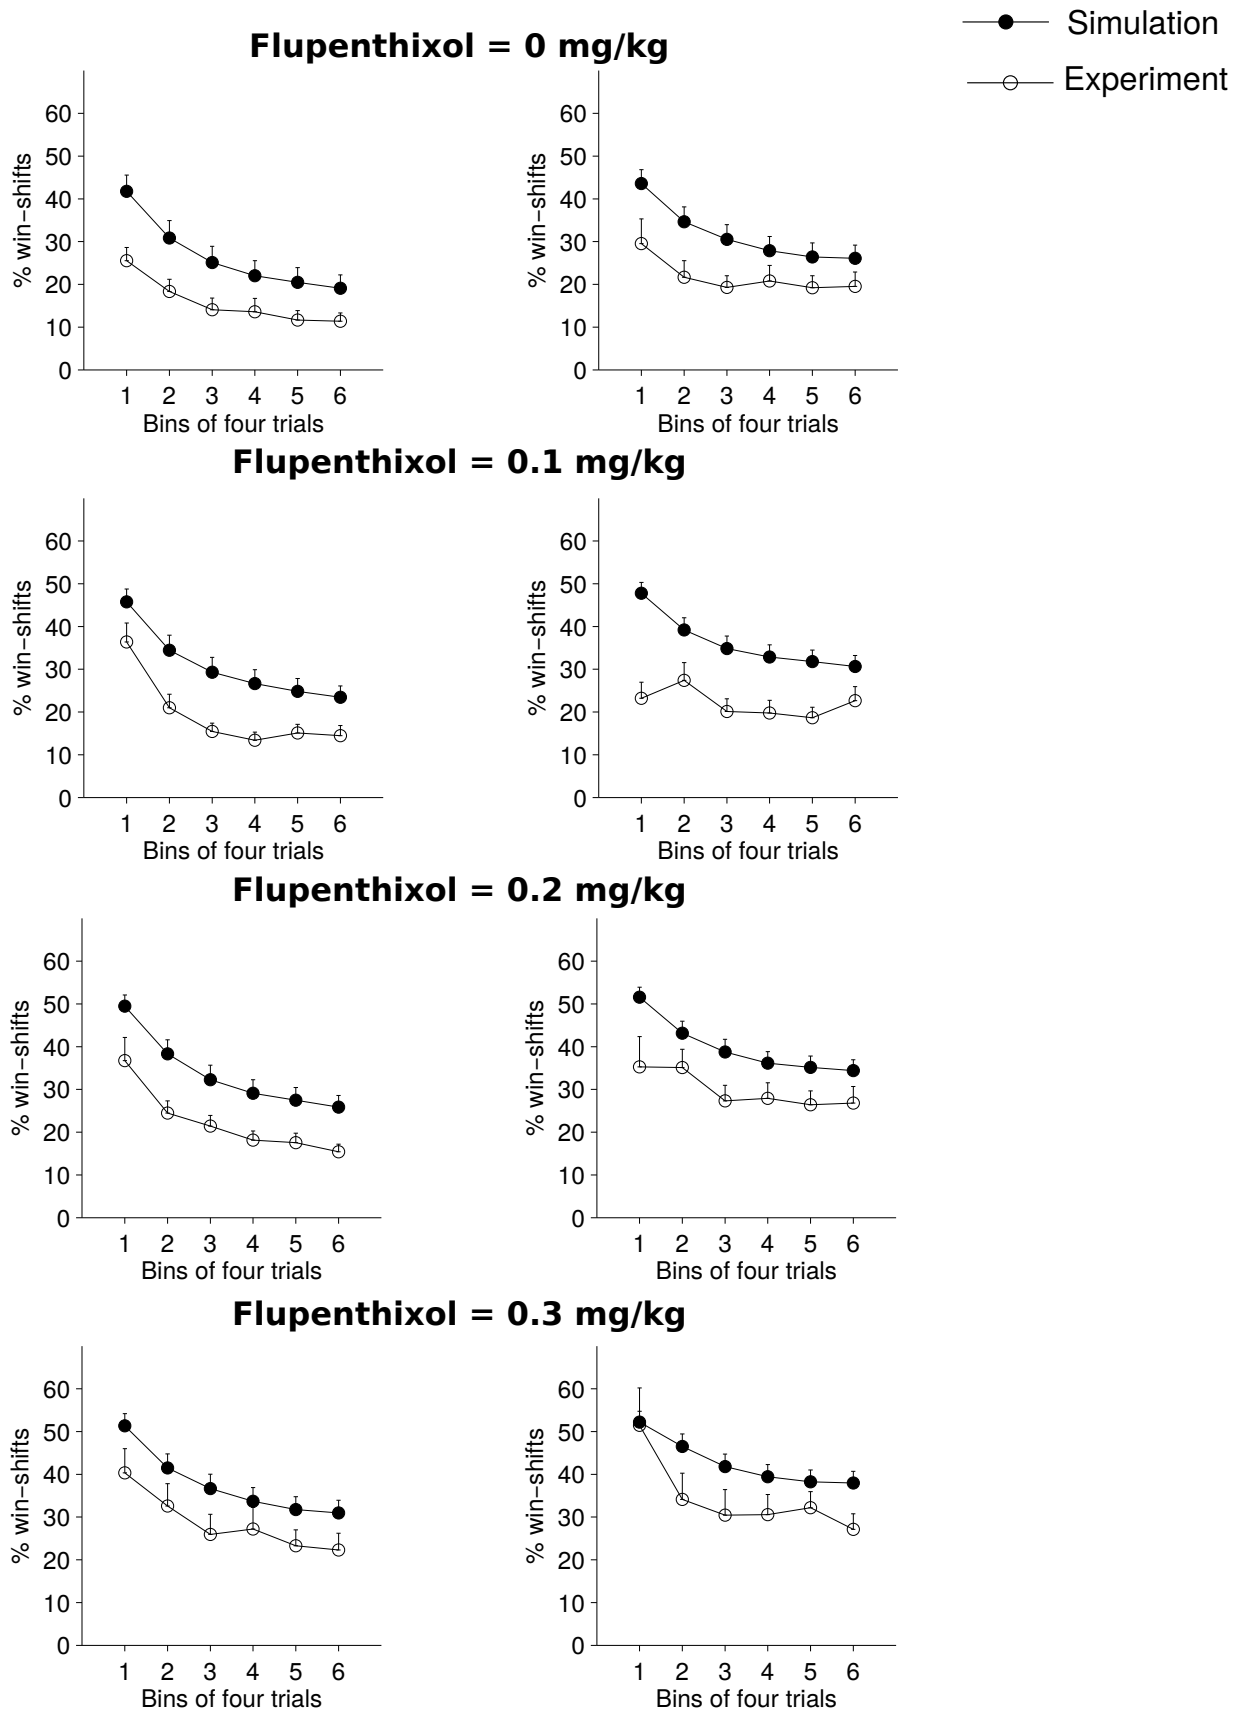 Simulation
Experiment
Flupenthixol = 0 mg/kg
% win−shifts
60
50
40
30
20
10
0
1 2 3 4 5 6
Bins of four trials
% win−shifts
60
50
40
30
20
10
0
1 2 3 4 5 6
Bins of four trials
Flupenthixol = 0.1 mg/kg
% win−shifts
60
50
40
30
20
10
0
1 2 3 4 5 6
Bins of four trials
% win−shifts
60
50
40
30
20
10
0
1 2 3 4 5 6
Bins of four trials
Flupenthixol = 0.2 mg/kg
% win−shifts
60
50
40
30
20
10
0
1 2 3 4 5 6
Bins of four trials
% win−shifts
60
50
40
30
20
10
0
1 2 3 4 5 6
Bins of four trials
Flupenthixol = 0.3 mg/kg
% win−shifts
60
50
40
30
20
10
0
1 2 3 4 5 6
Bins of four trials
% win−shifts
60
50
40
30
20
10
0
1 2 3 4 5 6
Bins of four trials